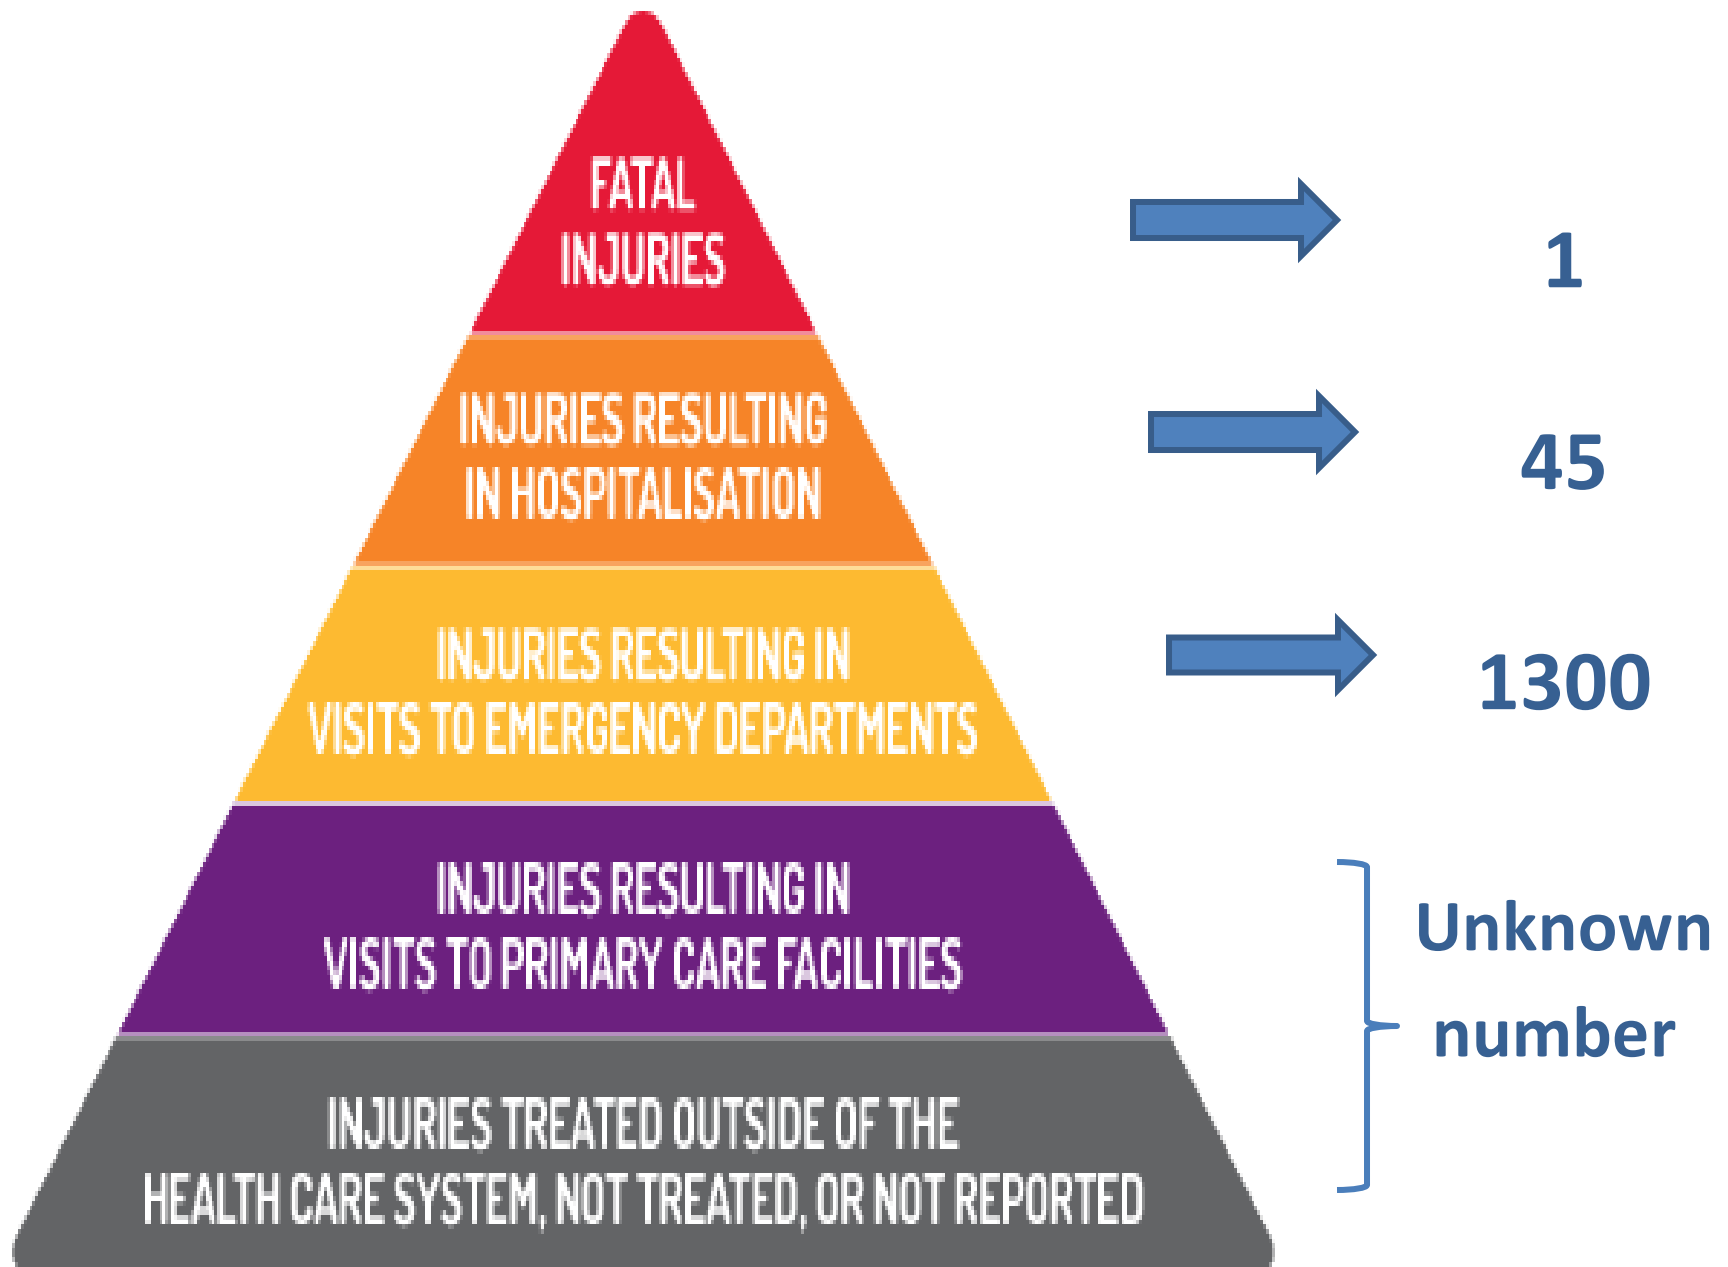 FATAL
INJURIES
1
INJURIES RESULTING
IN HOSPITALISATION
45
INJURIES RESULTING IN
VISITS TO EMERGENCY DEPARTMENTS
1300
INJURIES RESULTING IN
VISITS TO PRIMARY CARE FACILITIES
Unknown
number
INJURIES TREATED OUTSIDE OF THE
HEALTH CARE SYSTEM, NOT TREATED, OR NOT REPORTED